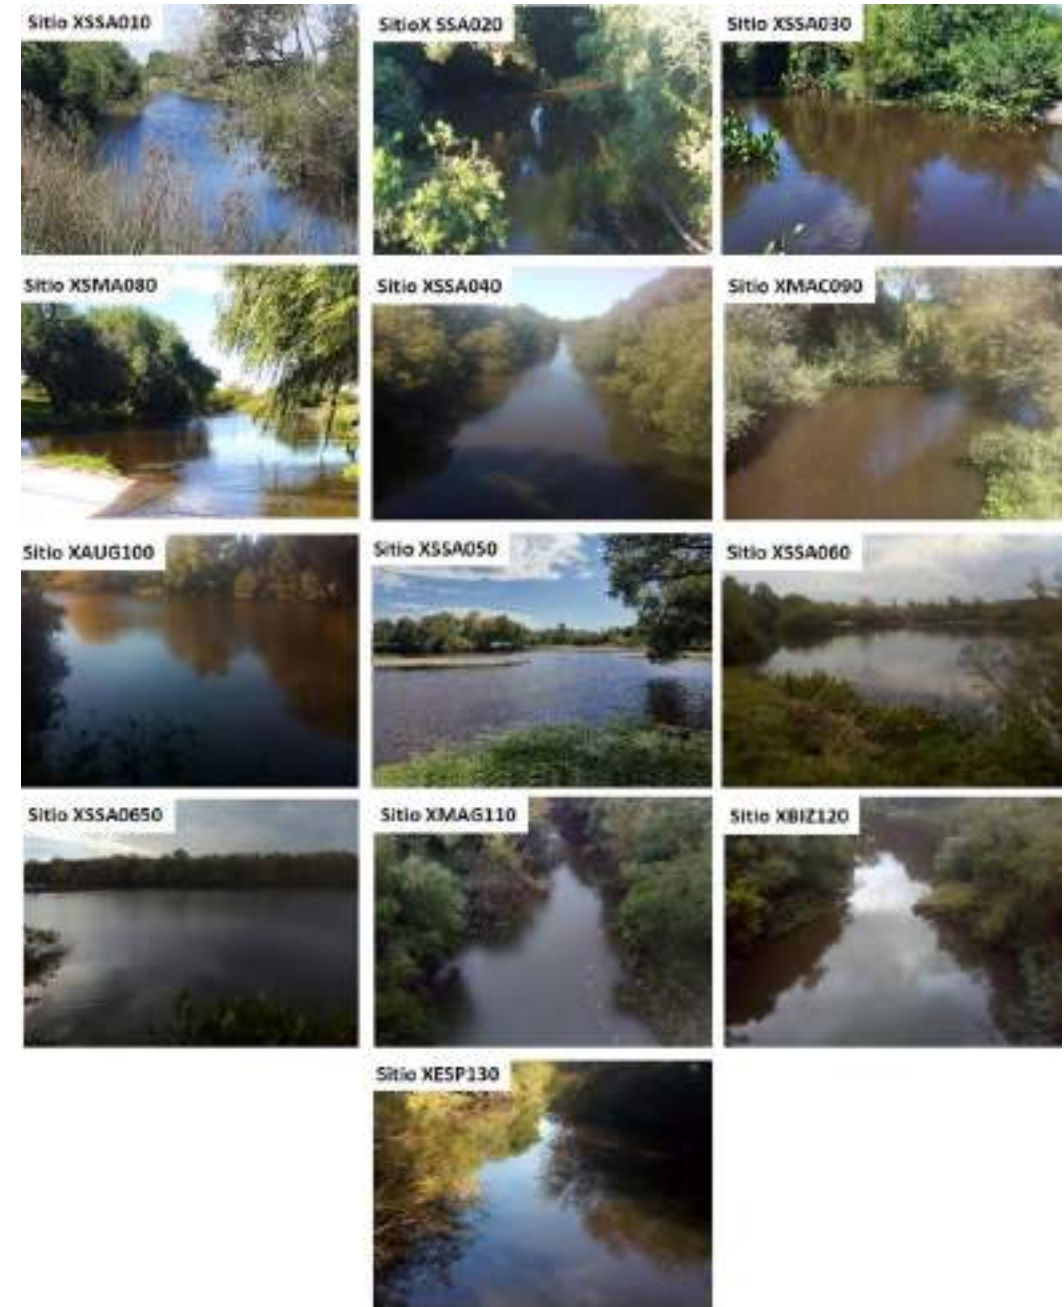 Sitio XSSA010
SitioX SSA020
Sitio XSSA030
Sitio XSMA080
Sitio XSSA040
Sitio XMAC090
Sitio XAUG100
Sitio XSSA050
Sitio XSSA060
Sitio XSSA0650
Sitio XMAG110
Sitio XBIZ120
Sitio XESP130